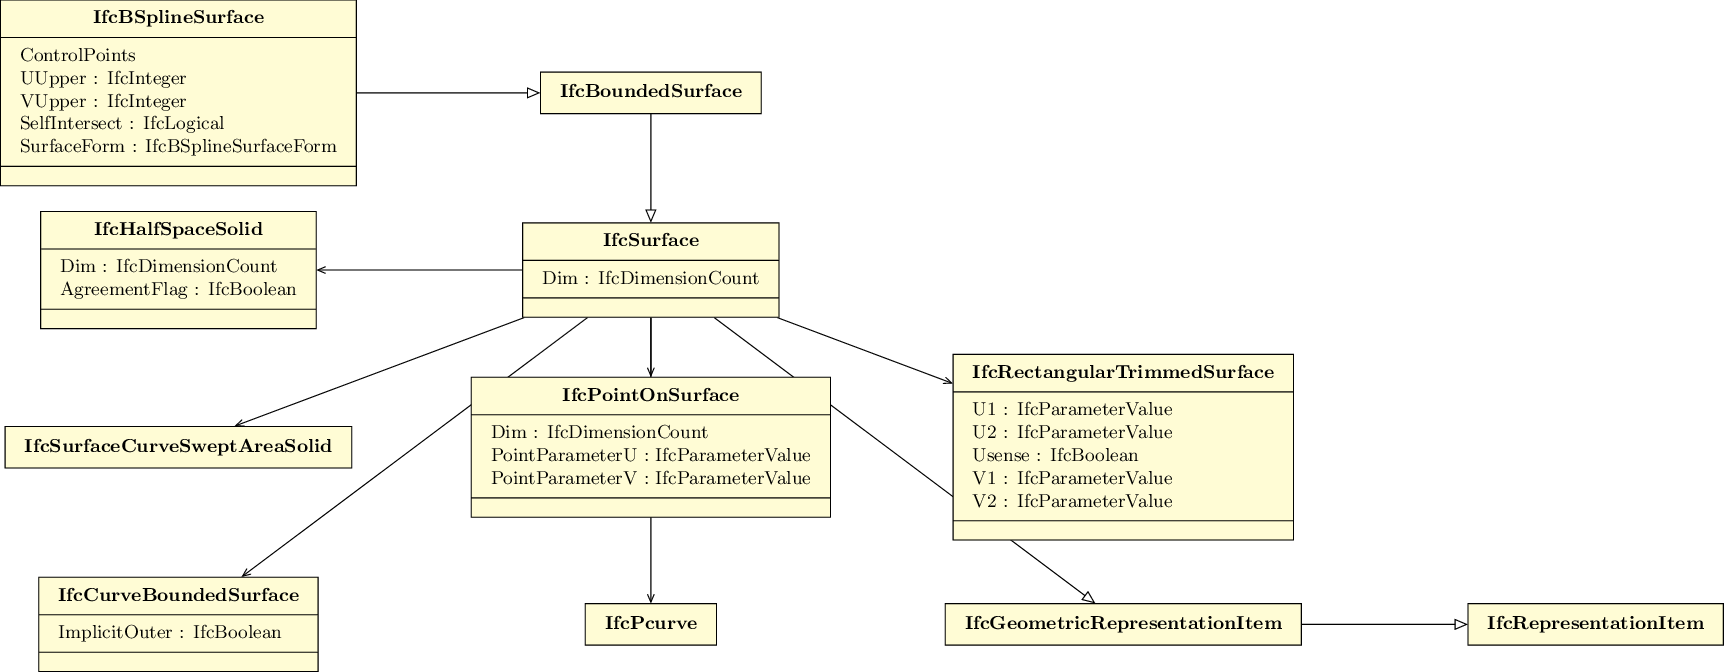 IfcBSplineSurface
ControlPoints
UUpper : IfcInteger
VUpper : IfcInteger
SelfIntersect : IfcLogical
SurfaceForm : IfcBSplineSurfaceForm
IfcBoundedSurface
IfcHalfSpaceSolid
Dim : IfcDimensionCount
AgreementFlag : IfcBoolean
IfcSurface
Dim : IfcDimensionCount
IfcSurfaceCurveSweptAreaSolid
IfcPointOnSurface
Dim : IfcDimensionCount
PointParameterU : IfcParameterValue
PointParameterV : IfcParameterValue
IfcRectangularTrimmedSurface
U1 : IfcParameterValue
U2 : IfcParameterValue
Usense : IfcBoolean
V1 : IfcParameterValue
V2 : IfcParameterValue
IfcCurveBoundedSurface
ImplicitOuter : IfcBoolean
IfcPcurve
IfcGeometricRepresentationItem
IfcRepresentationItem